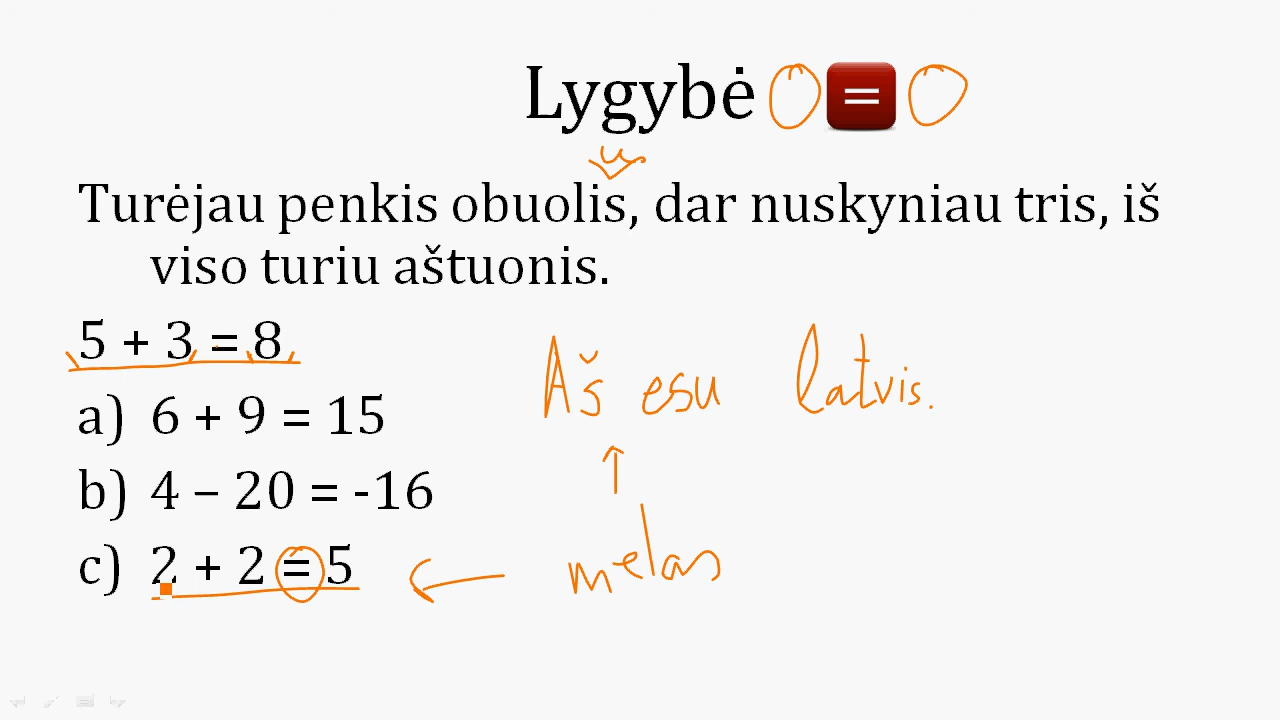 Lygybė =
Turėjau penkis obuolis, dar nuskyniau tris, iš
viso turiu aštuonis.
5 + 3 = 8
Aš esu latvis.
a) 6 + 9 = 15
b) 4 – 20 = -16
c) 2 + 2 = 5
melas